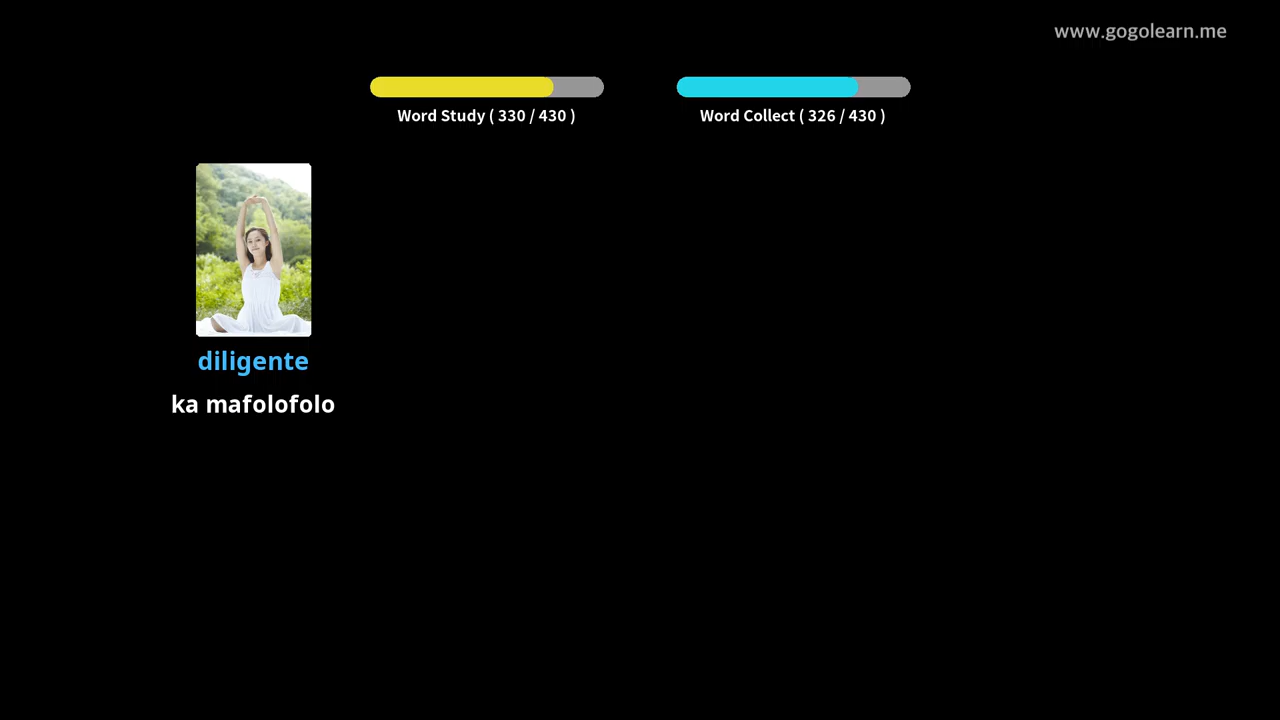 www.gogolearn.me
Word Study ( 330 / 430 )
Word Collect ( 326 / 430 )
diligente
ka mafolofolo